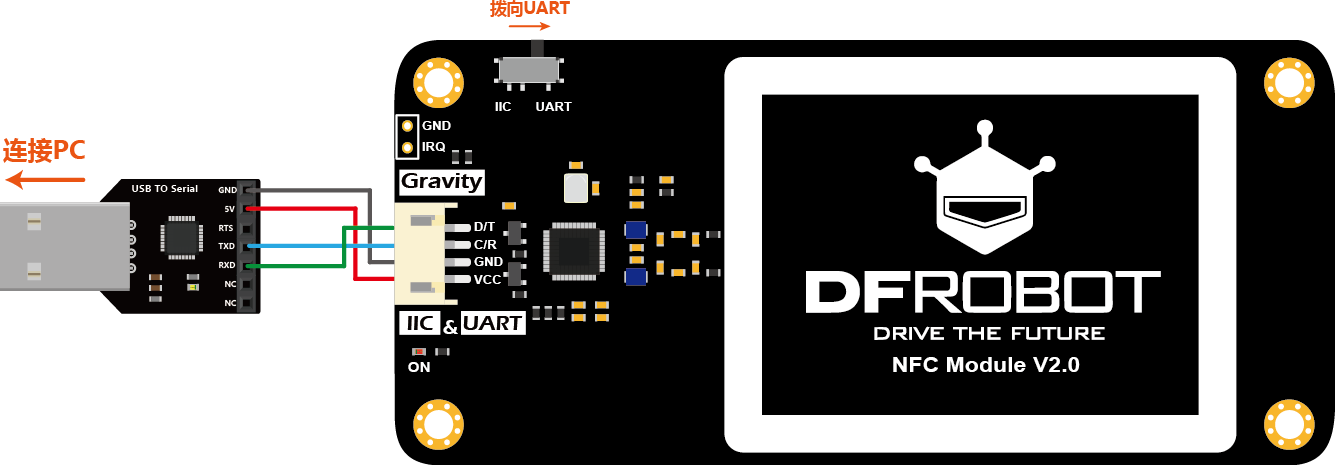 拨向UART
IIC UART
连接PC
USB TO Serial
GND
5V
RTS
TXD
RXD
NC
NC
GND
IRQ
Gravity
D/T
C/R
GND
VCC
IIC & UART
ON
DFROBOT
DRIVE THE FUTURE
NFC Module V2.0